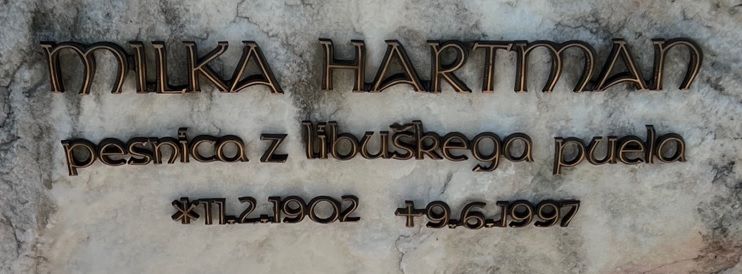 MILKA HARTMAN
pesnica z libuškega puela
*11.2.1902 †9.6.1997